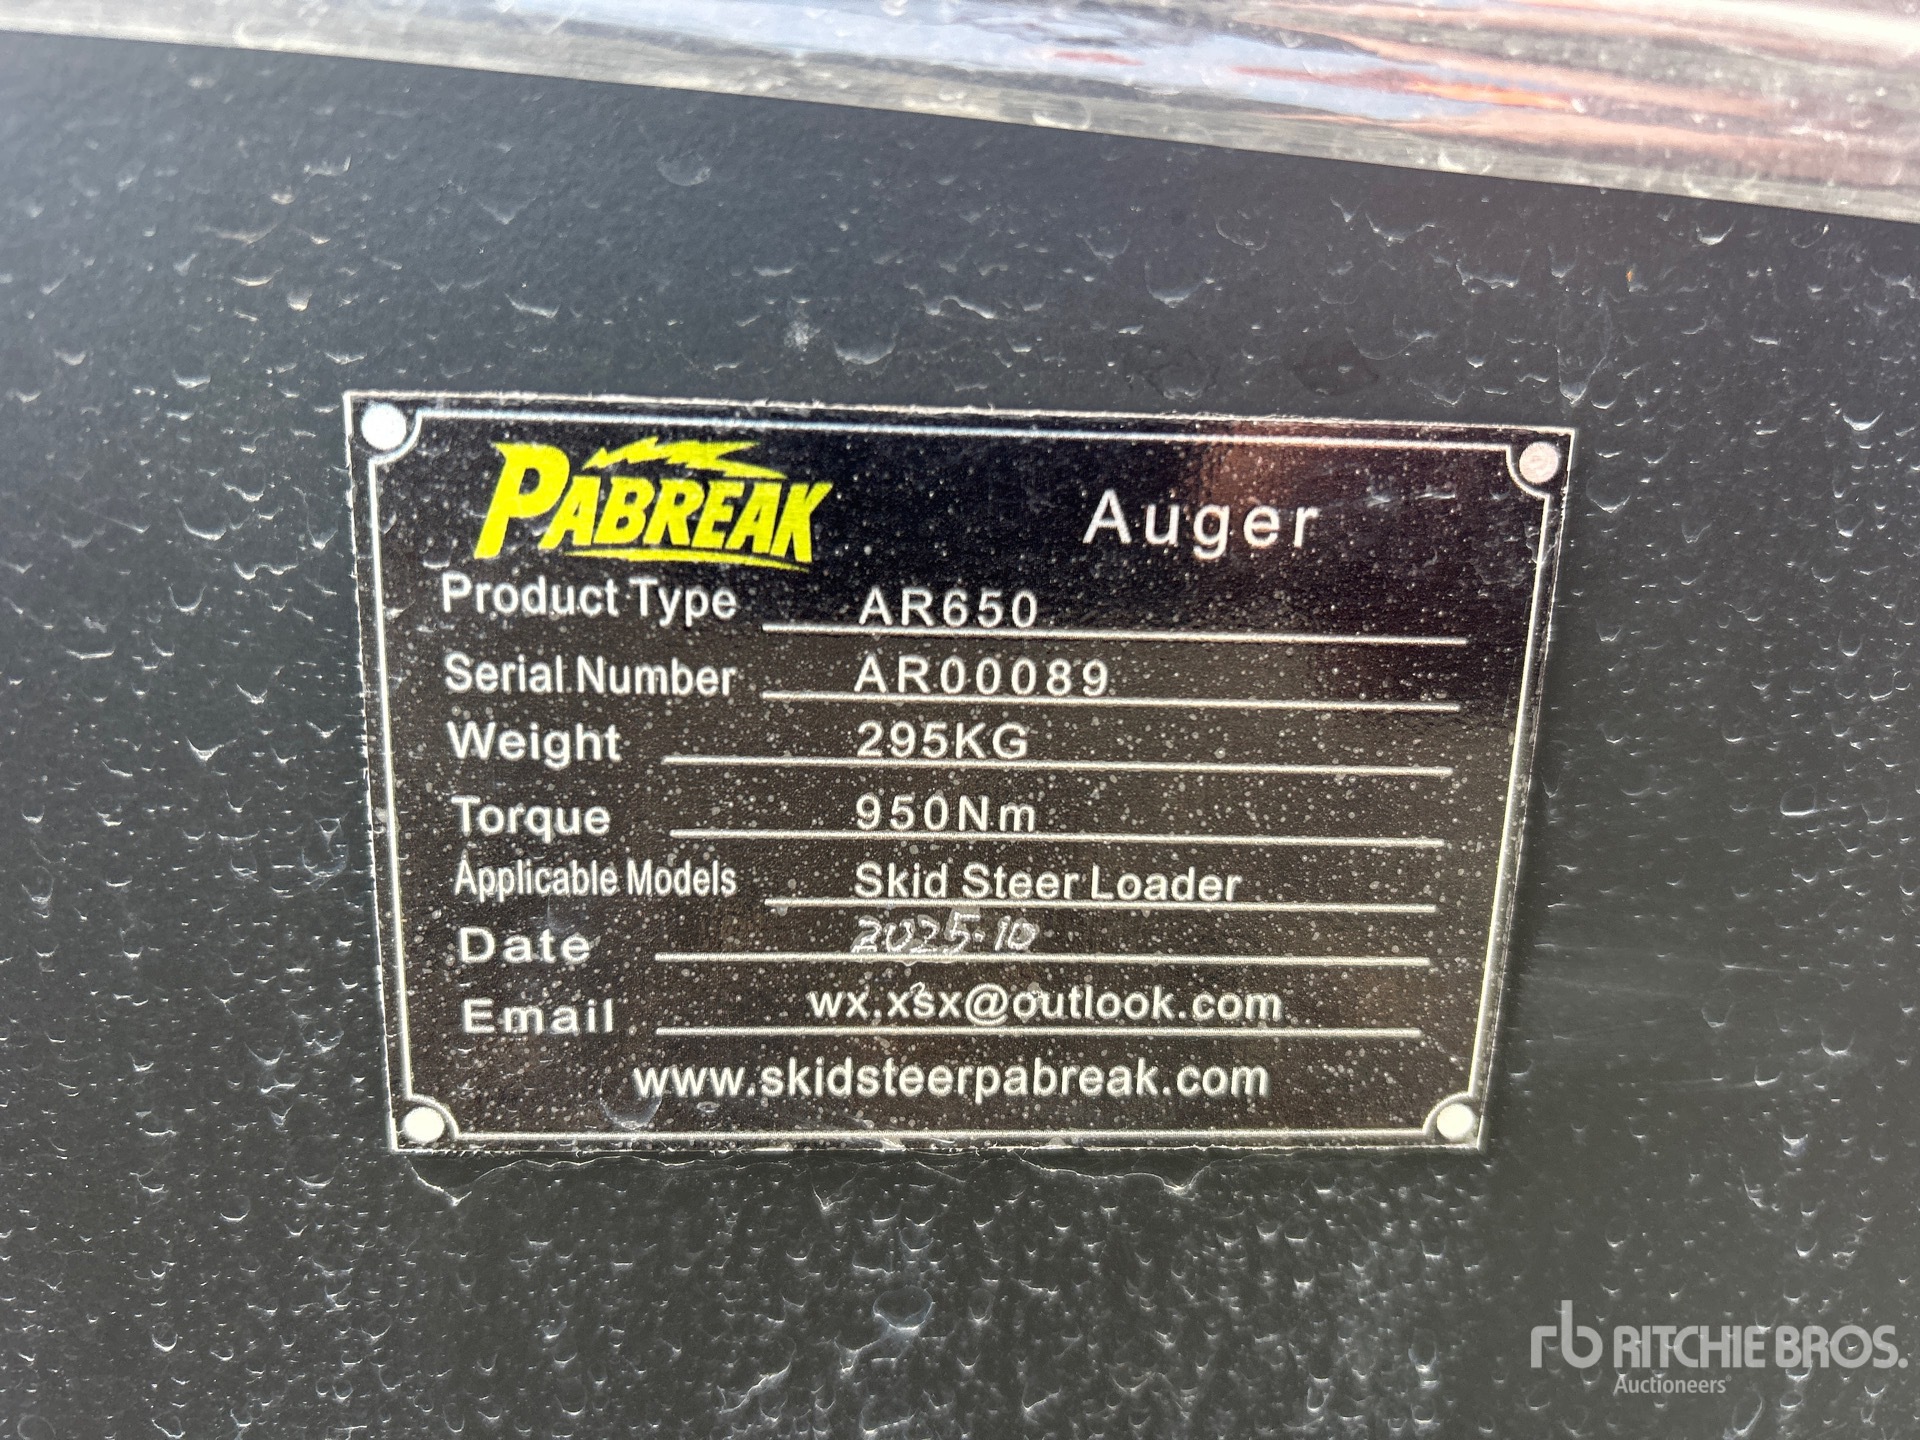 PABREAK Auger
Product Type AR650
Serial Number AR00089
Weight 295KG
Torque 950Nm
Applicable Models Skid Steer Loader
Date 2025.10
Email wx.xsx@outlook.com
www.skidsteerpabreak.com
rb RITCHIE BROS.
Auctioneers